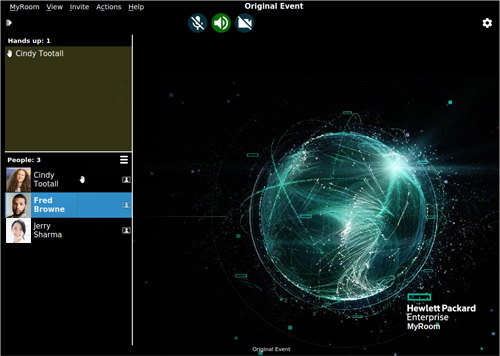 MyRoom View Invite Actions Help
Original Event
Hands up: 1
Cindy Tootall
People: 3
Cindy
Tootall
Fred
Browne
Jerry
Sharma
Hewlett Packard
Enterprise
MyRoom
Original Event